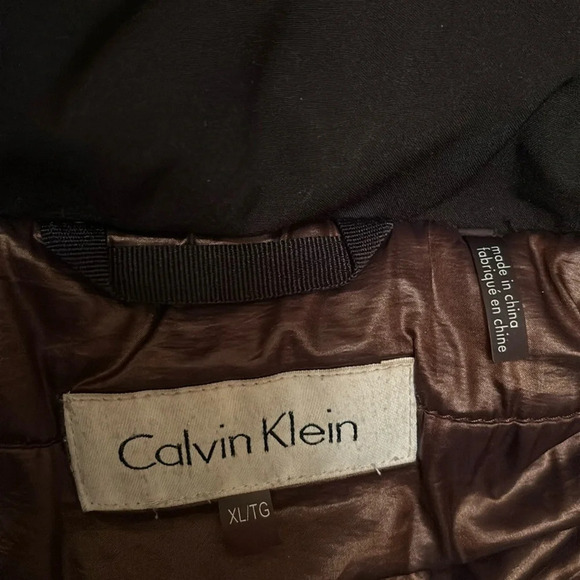 made in china
fabriqué en chine
Calvin Klein
XL/TG